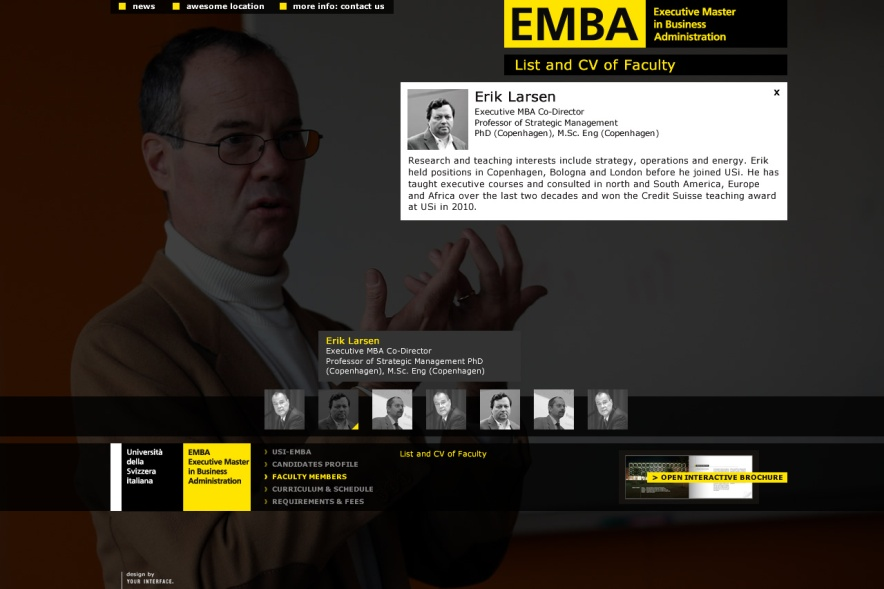 news
awesome location
more info: contact us
EMBA
Executive Master
in Business
Administration
List and CV of Faculty
x
Erik Larsen
Executive MBA Co-Director
Professor of Strategic Management
PhD (Copenhagen), M.Sc. Eng (Copenhagen)
Research and teaching interests include strategy, operations and energy. Erik
held positions in Copenhagen, Bologna and London before he joined USi. He has
taught executive courses and consulted in north and South America, Europe
and Africa over the last two decades and won the Credit Suisse teaching award
at USi in 2010.
Erik Larsen
Executive MBA Co-Director
Professor of Strategic Management PhD
(Copenhagen), M.Sc. Eng (Copenhagen)
Università
della
Svizzera
italiana
EMBA
Executive Master
in Business
Administration
USI-EMBA
CANDIDATES PROFILE
FACULTY MEMBERS
CURRICULUM & SCHEDULE
REQUIREMENTS & FEES
List and CV of Faculty
> OPEN INTERACTIVE BROCHURE
design by
YOUR INTERFACE.